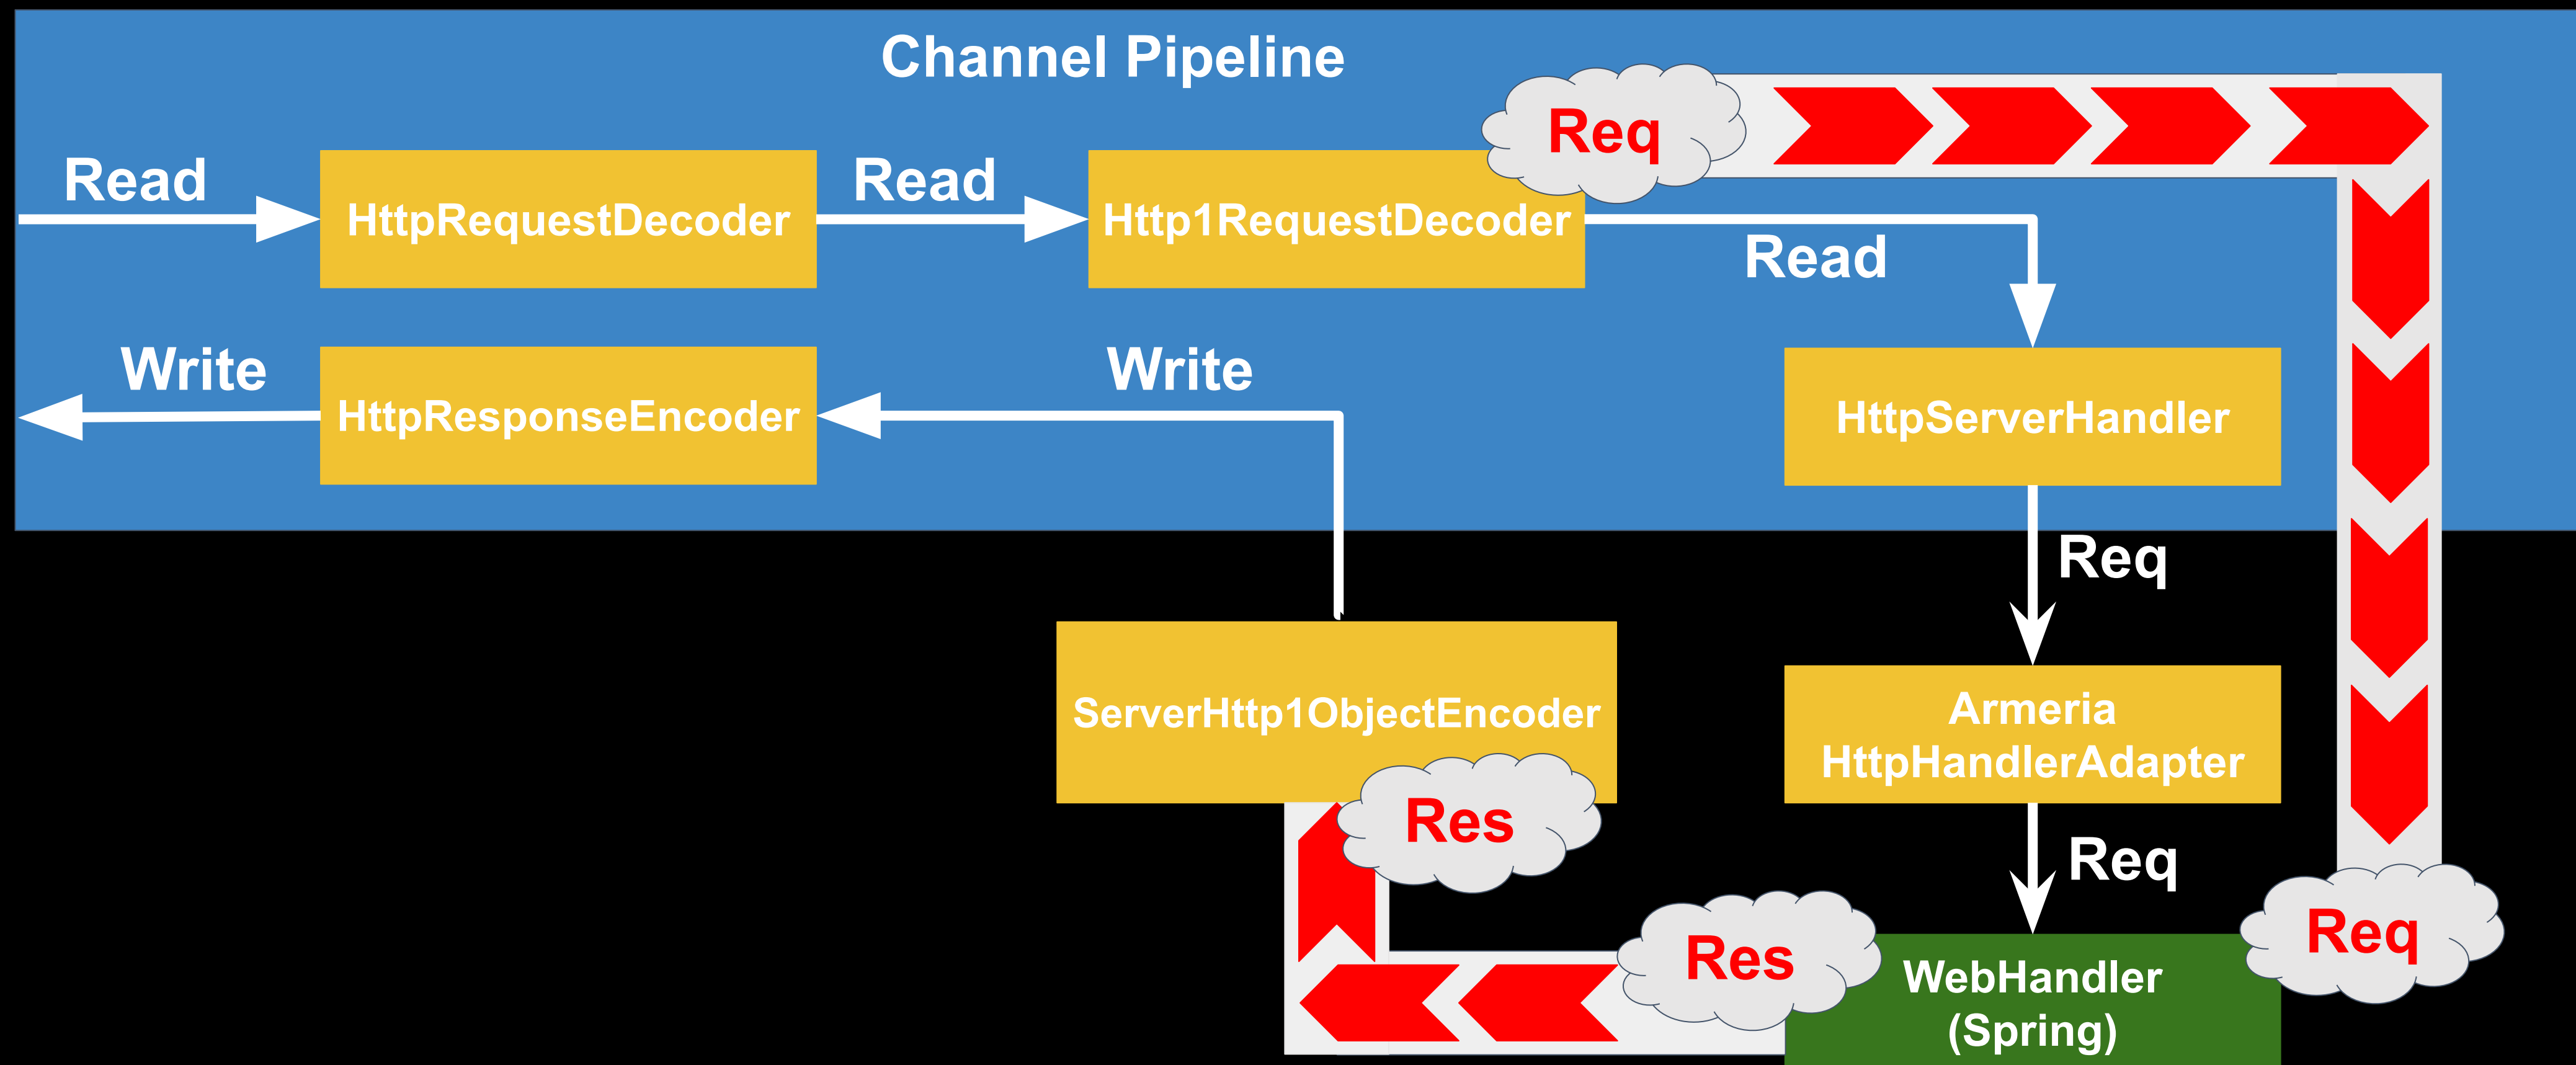 Channel Pipeline
Req
Read
HttpRequestDecoder
Read
Http1RequestDecoder
Read
Write
HttpResponseEncoder
Write
HttpServerHandler
Req
ServerHttp1ObjectEncoder
Armeria
HttpHandlerAdapter
Res
Req
Res
Req
WebHandler
(Spring)